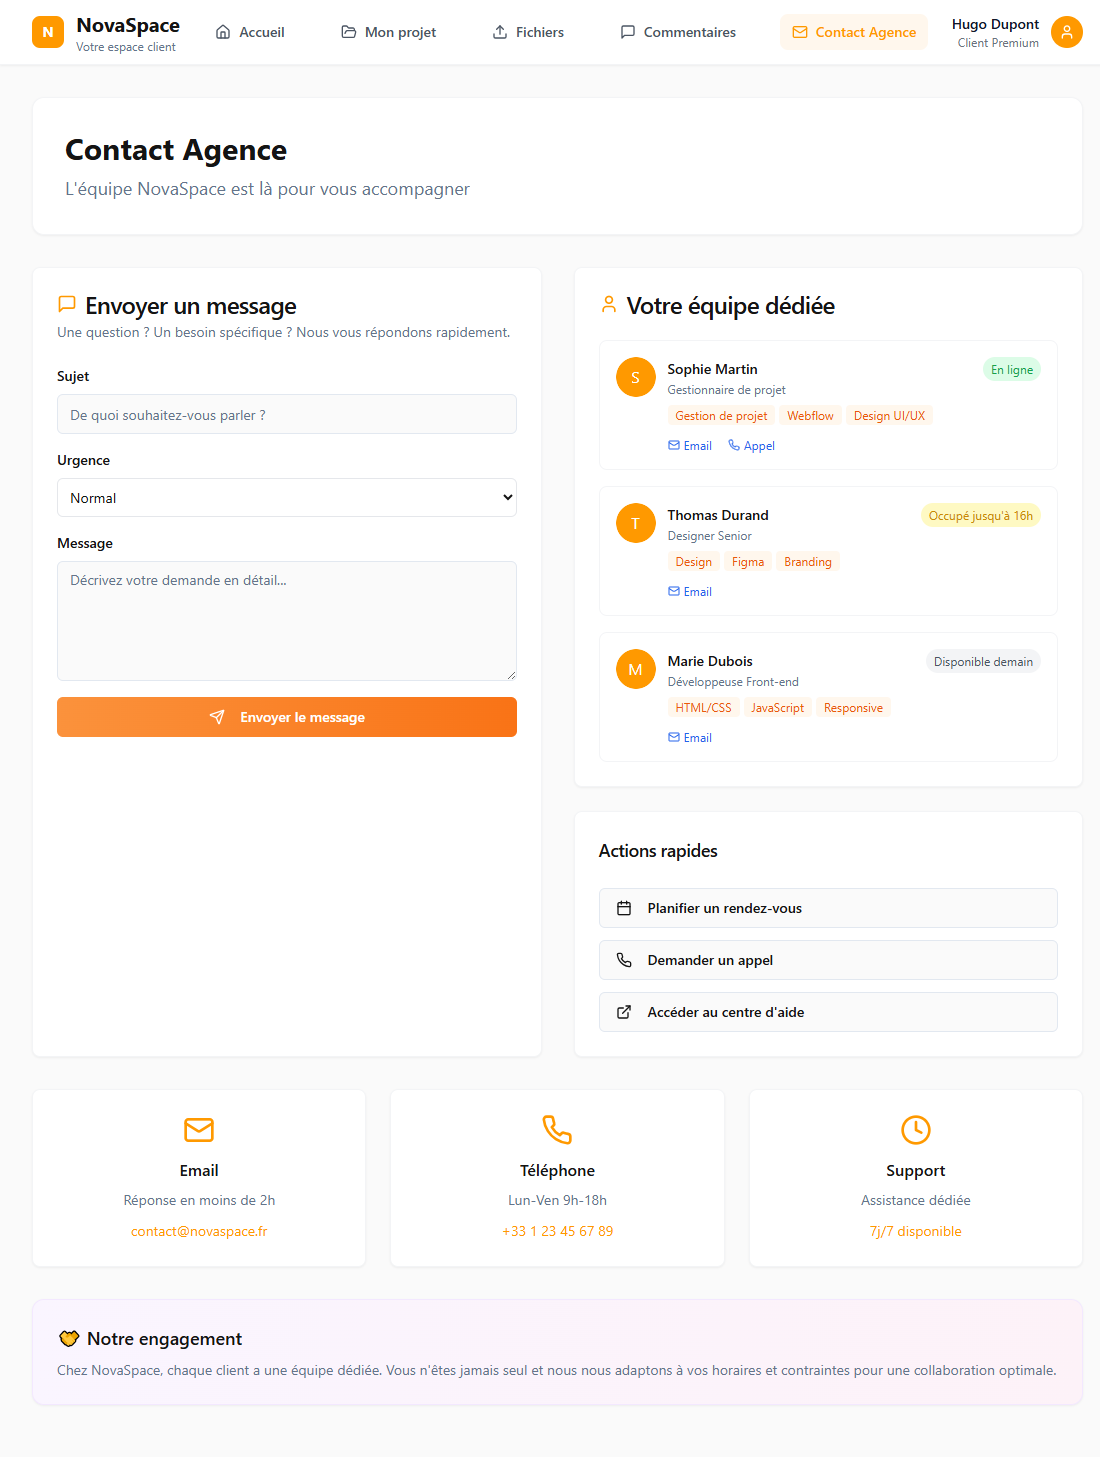 N
NovaSpace
Votre espace client
Accueil
Mon projet
Fichiers
Commentaires
Contact Agence
Hugo Dupont
Client Premium
Contact Agence
L'équipe NovaSpace est là pour vous accompagner
Envoyer un message
Une question ? Un besoin spécifique ? Nous vous répondons rapidement.
Sujet
De quoi souhaitez-vous parler ?
Urgence
Normal
Message
Décrivez votre demande en détail...
Envoyer le message
Votre équipe dédiée
S
Sophie Martin
En ligne
Gestionnaire de projet
Gestion de projet
Webflow
Design UI/UX
Email
Appel
T
Thomas Durand
Occupé jusqu'à 16h
Designer Senior
Design
Figma
Branding
Email
M
Marie Dubois
Disponible demain
Développeuse Front-end
HTML/CSS
JavaScript
Responsive
Email
Actions rapides
Planifier un rendez-vous
Demander un appel
Accéder au centre d'aide
Email
Réponse en moins de 2h
contact@novaspace.fr
Téléphone
Lun-Ven 9h-18h
+33 1 23 45 67 89
Support
Assistance dédiée
7j/7 disponible
Notre engagement
Chez NovaSpace, chaque client a une équipe dédiée. Vous n'êtes jamais seul et nous nous adaptons à vos horaires et contraintes pour une collaboration optimale.